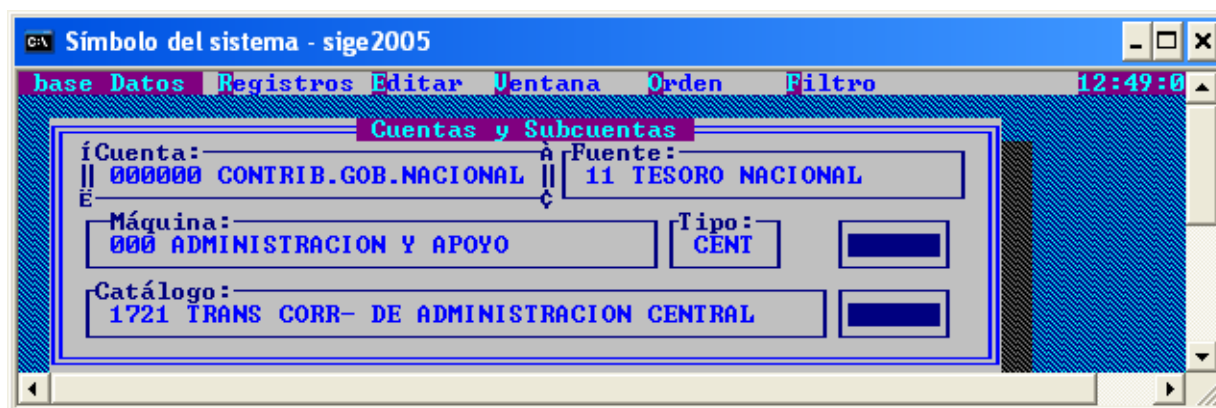 Símbolo del sistema - sige2005
base Datos Registros Editar Ventana Orden Filtro 12:49:0
Cuentas y Subcuentas
íCuenta: À Fuente:
000000 CONTRIB.GOB.NACIONAL 11 TESORO NACIONAL
Ë Ç
Máquina: Tipo:
000 ADMINISTRACION Y APOYO CENT
Catálogo:
1721 TRANS CORR- DE ADMINISTRACION CENTRAL